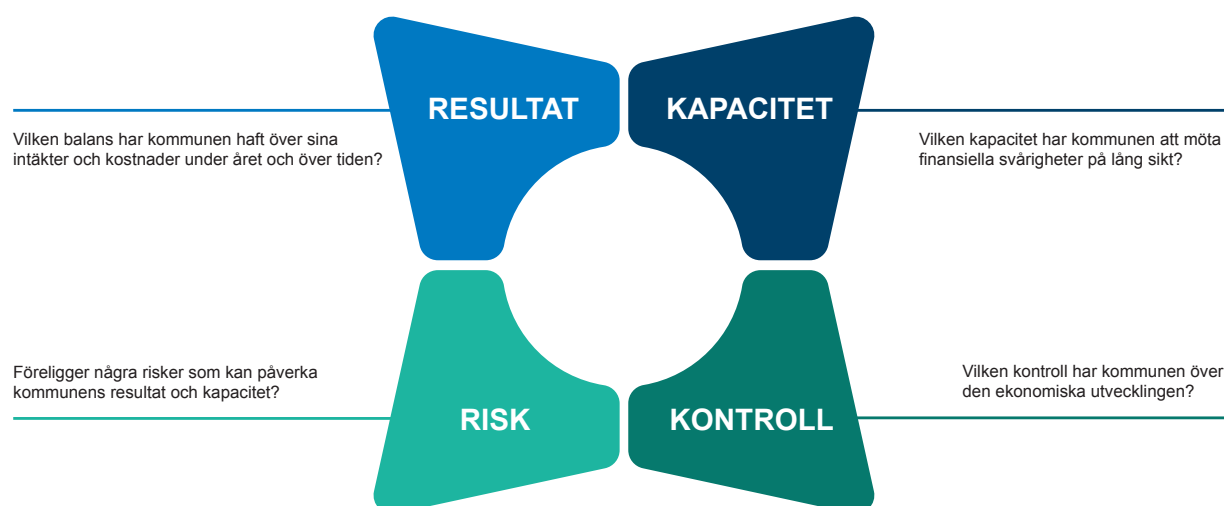 RESULTAT
KAPACITET
Vilken balans har kommunen haft över sina
intäkter och kostnader under året och över tiden?
Vilken kapacitet har kommunen att möta
finansiella svårigheter på lång sikt?
Föreligger några risker som kan påverka
kommunens resultat och kapacitet?
Vilken kontroll har kommunen över
den ekonomiska utvecklingen?
RISK
KONTROLL